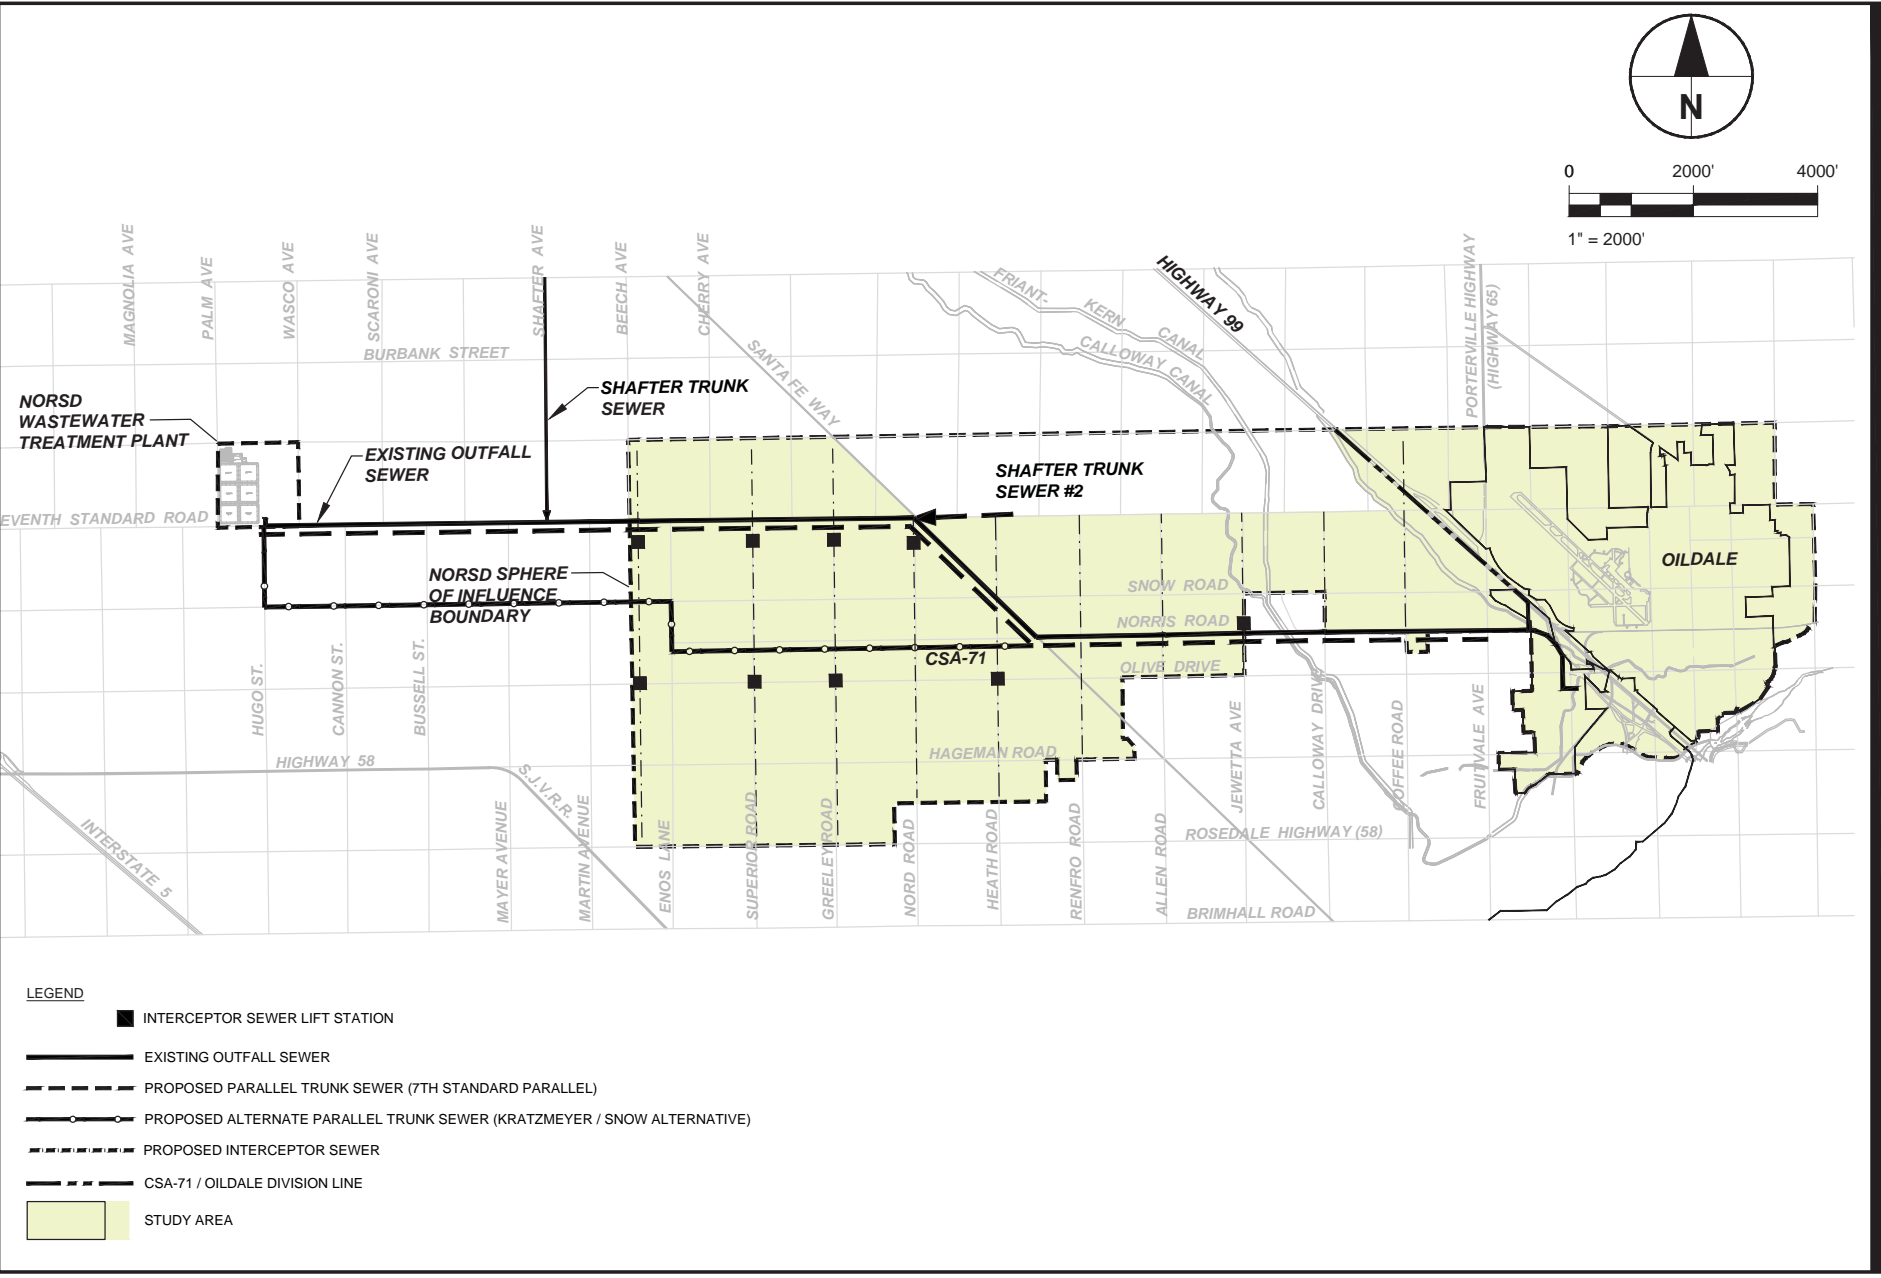 N
0 2000' 4000'
1" = 2000'
MAGNOLIA AVE
PALM AVE
WASCO AVE
SCARONI AVE
SHAFTER AVE
BEECH AVE
CHERRY AVE
BURBANK STREET
SANTA FE WAY
FRIANT-
KERN
CANAL
CALLOWAY CANAL
HIGHWAY 99
PORTERVILLE HIGHWAY
(HIGHWAY 65)
NORSD
WASTEWATER
TREATMENT PLANT
SHAFTER TRUNK
SEWER
EXISTING OUTFALL
SEWER
SHAFTER TRUNK
SEWER #2
EVENTH STANDARD ROAD
NORSD SPHERE
OF INFLUENCE
BOUNDARY
OILDALE
SNOW ROAD
NORRIS ROAD
OLIVE DRIVE
CSA-71
HUGO ST.
CANNON ST.
BUSSELL ST.
HIGHWAY 58
S.J.V.R.R.
INTERSTATE 5
HAGEMAN ROAD
MAYER AVENUE
MARTIN AVENUE
ENOS LANE
SUPERIOR ROAD
GREELEY ROAD
NORD ROAD
HEATH ROAD
RENFRO ROAD
ALLEN ROAD
JEWETTA AVE
CALLOWAY DRIVE
COFFEE ROAD
FRUITVALE AVE
ROSEDALE HIGHWAY (58)
BRIMHALL ROAD
LEGEND
INTERCEPTOR SEWER LIFT STATION
EXISTING OUTFALL SEWER
PROPOSED PARALLEL TRUNK SEWER (7TH STANDARD PARALLEL)
PROPOSED ALTERNATE PARALLEL TRUNK SEWER (KRATZMEYER / SNOW ALTERNATIVE)
PROPOSED INTERCEPTOR SEWER
CSA-71 / OILDALE DIVISION LINE
STUDY AREA